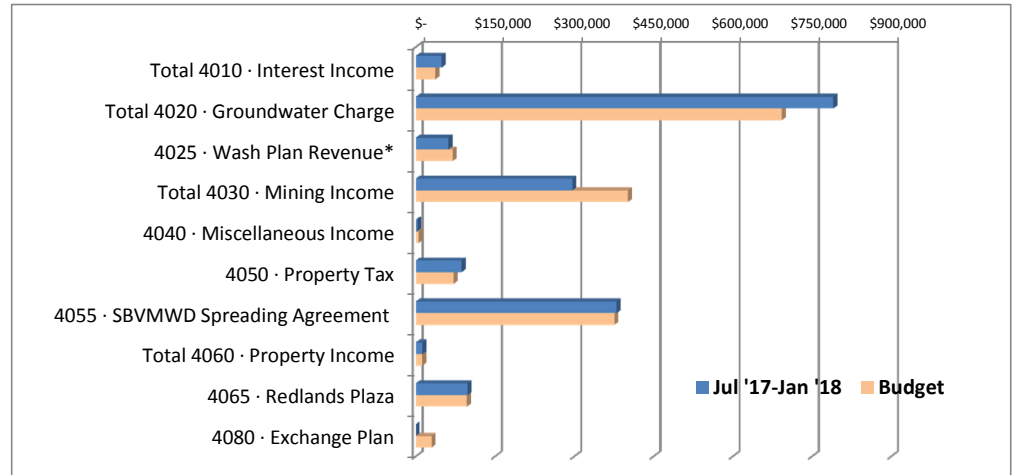 $- $150,000 $300,000 $450,000 $600,000 $750,000 $900,000
Total 4010 · Interest Income
Total 4020 · Groundwater Charge
4025 · Wash Plan Revenue*
Total 4030 · Mining Income
4040 · Miscellaneous Income
4050 · Property Tax
4055 · SBVMWD Spreading Agreement
Total 4060 · Property Income
4065 · Redlands Plaza
4080 · Exchange Plan
Jul '17-Jan '18 Budget